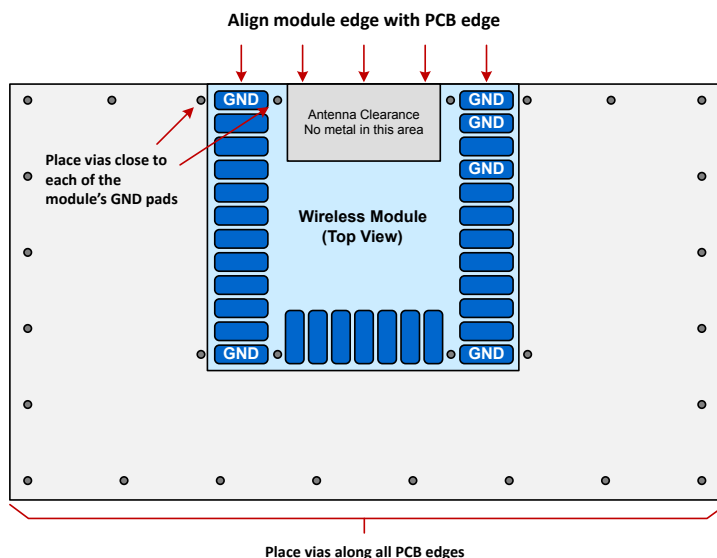 Align module edge with PCB edge
GND
GND
Antenna Clearance
No metal in this area
GND
Place vias close to
each of the
module's GND pads
GND
Wireless Module
(Top View)
GND
GND
Place vias along all PCB edges